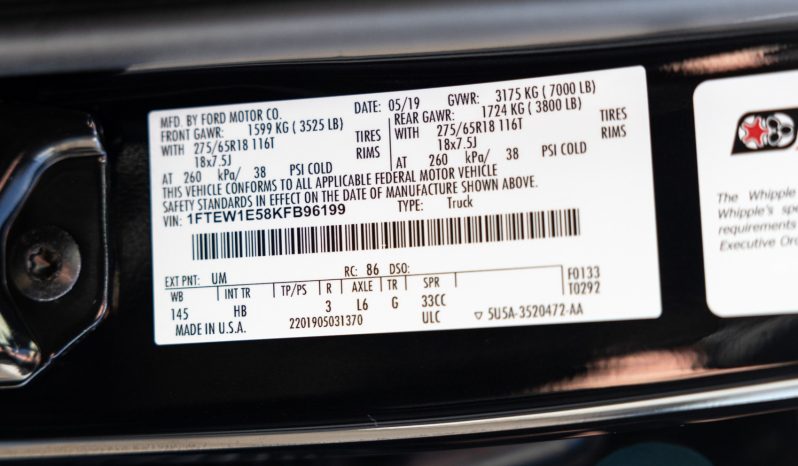 MFD. BY FORD MOTOR CO. DATE: 05/19 GVWR: 3175 KG ( 7000 LB)
FRONT GAWR: 1599 KG ( 3525 LB) REAR GAWR: 1724 KG ( 3800 LB)
WITH 275/65R18 116T TIRES WITH 275/65R18 116T TIRES
18x7.5J RIMS 18x7.5J RIMS
AT 260 kPa/ 38 PSI COLD AT 260 kPa/ 38 PSI COLD
THIS VEHICLE CONFORMS TO ALL APPLICABLE FEDERAL MOTOR VEHICLE
SAFETY STANDARDS IN EFFECT ON THE DATE OF MANUFACTURE SHOWN ABOVE.
VIN: 1FTEW1E58KFB96199 TYPE: Truck
EXT PNT: UM RC: 86 DSO: F0133
WB INT TR TP/PS R AXLE TR SPR T0292
145 HB 3 L6 G 33CC
MADE IN U.S.A. 2201905031370 ULC ▽ 5U5A-3520472-AA
The Whipple
Whipple's spe
requirements
Executive Ord